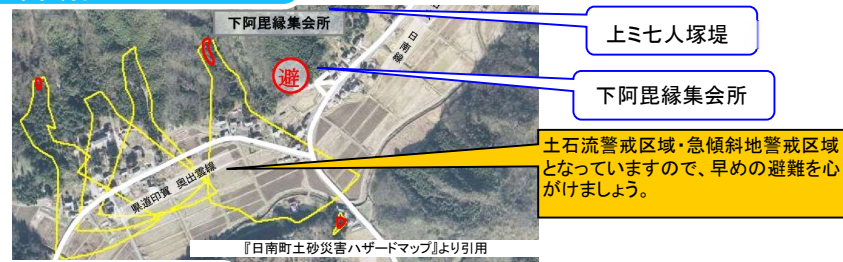 下阿毘縁集会所
日南線
避
県道印賀 奥出雲線
『日南町土砂災害ハザードマップ』より引用
上ミ七人塚堤
下阿毘縁集会所
土石流警戒区域・急傾斜地警戒区域
となっていますので、早めの避難を心
がけましょう。